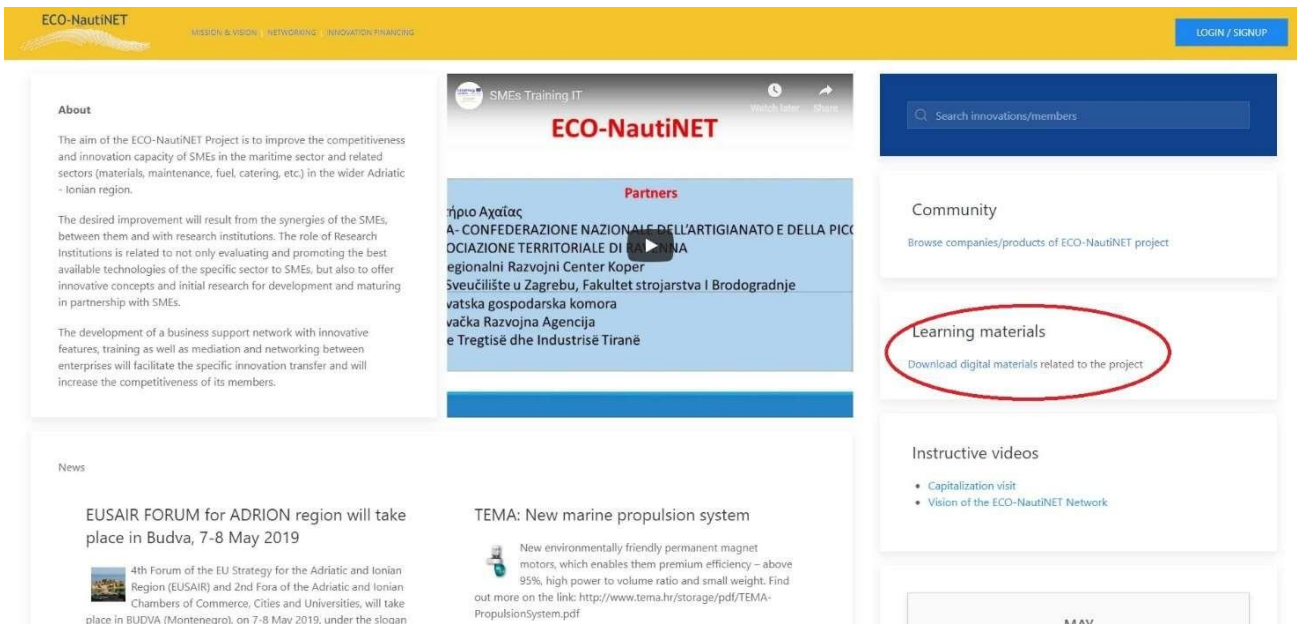 ECO-NautiNET
MISSION & VISION | NETWORKING | INNOVATION FINANCING
LOGIN / SIGNUP
About
The aim of the ECO-NautiNET Project is to improve the competitiveness
and innovation capacity of SMEs in the maritime sector and related
sectors (materials, maintenance, fuel, catering, etc.) in the wider Adriatic
- Ionian region.
The desired improvement will result from the synergies of the SMEs,
between them and with research institutions. The role of Research
Institutions is related to not only evaluating and promoting the best
available technologies of the specific sector to SMEs, but also to offer
innovative concepts and initial research for development and maturing
in partnership with SMEs.
The development of a business support network with innovative
features, training as well as mediation and networking between
enterprises will facilitate the specific innovation transfer and will
increase the competitiveness of its members.
SMEs Training IT
Watch later Share
ECO-NautiNET
Partners
τήριο Αχαΐας
A- CONFEDERAZIONE NAZIONALE DELL'ARTIGIANATO E DELLA PICC
OCIAZIONE TERRITORIALE DI RAVENNA
egionalni Razvojni Center Koper
Sveučilište u Zagrebu, Fakultet strojarstva I Brodogradnje
vatska gospodarska komora
vačka Razvojna Agencija
e Tregtisë dhe Industrisë Tiranë
Search innovations/members
Community
Browse companies/products of ECO-NautiNET project
Learning materials
Download digital materials related to the project
Instructive videos
• Capitalization visit
• Vision of the ECO-NautiNET Network
MAY
News
EUSAIR FORUM for ADRION region will take
place in Budva, 7-8 May 2019
4th Forum of the EU Strategy for the Adriatic and Ionian
Region (EUSAIR) and 2nd Fora of the Adriatic and Ionian
Chambers of Commerce, Cities and Universities, will take
place in BUDVA (Montenegro), on 7-8 May 2019, under the slogan
TEMA: New marine propulsion system
New environmentally friendly permanent magnet
motors, which enables them premium efficiency – above
95%, high power to volume ratio and small weight. Find
out more on the link: http://www.tema.hr/storage/pdf/TEMA-
PropulsionSystem.pdf